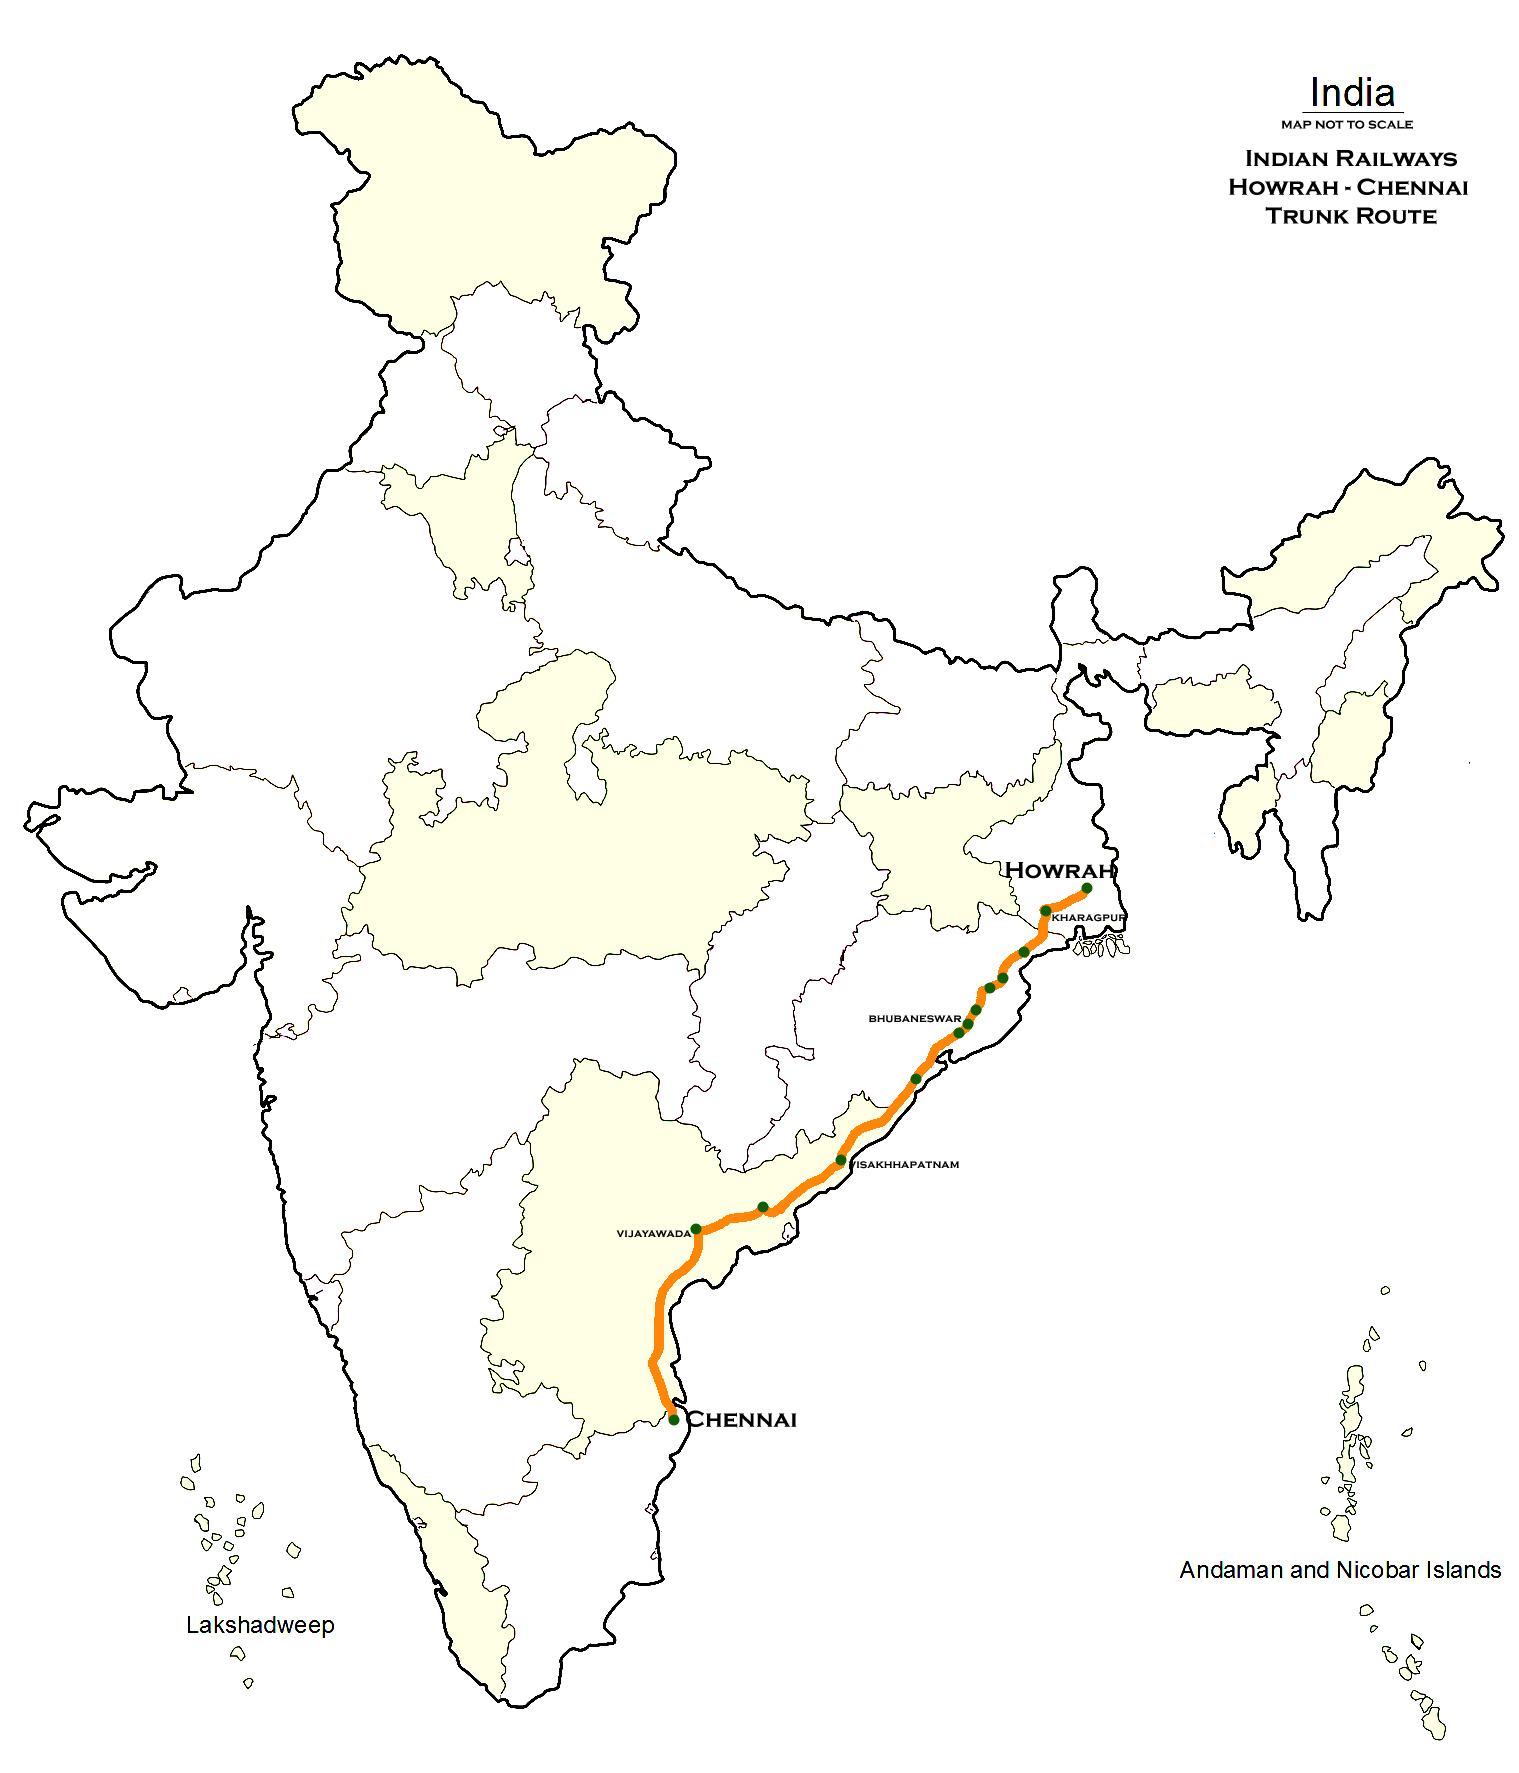 India
MAP NOT TO SCALE
INDIAN RAILWAYS
HOWRAH - CHENNAI
TRUNK ROUTE
HOWRAH
KHARAGPUR
BHUBANESWAR
VISAKHHAPATNAM
VIJAYAWADA
CHENNAI
Andaman and Nicobar Islands
Lakshadweep